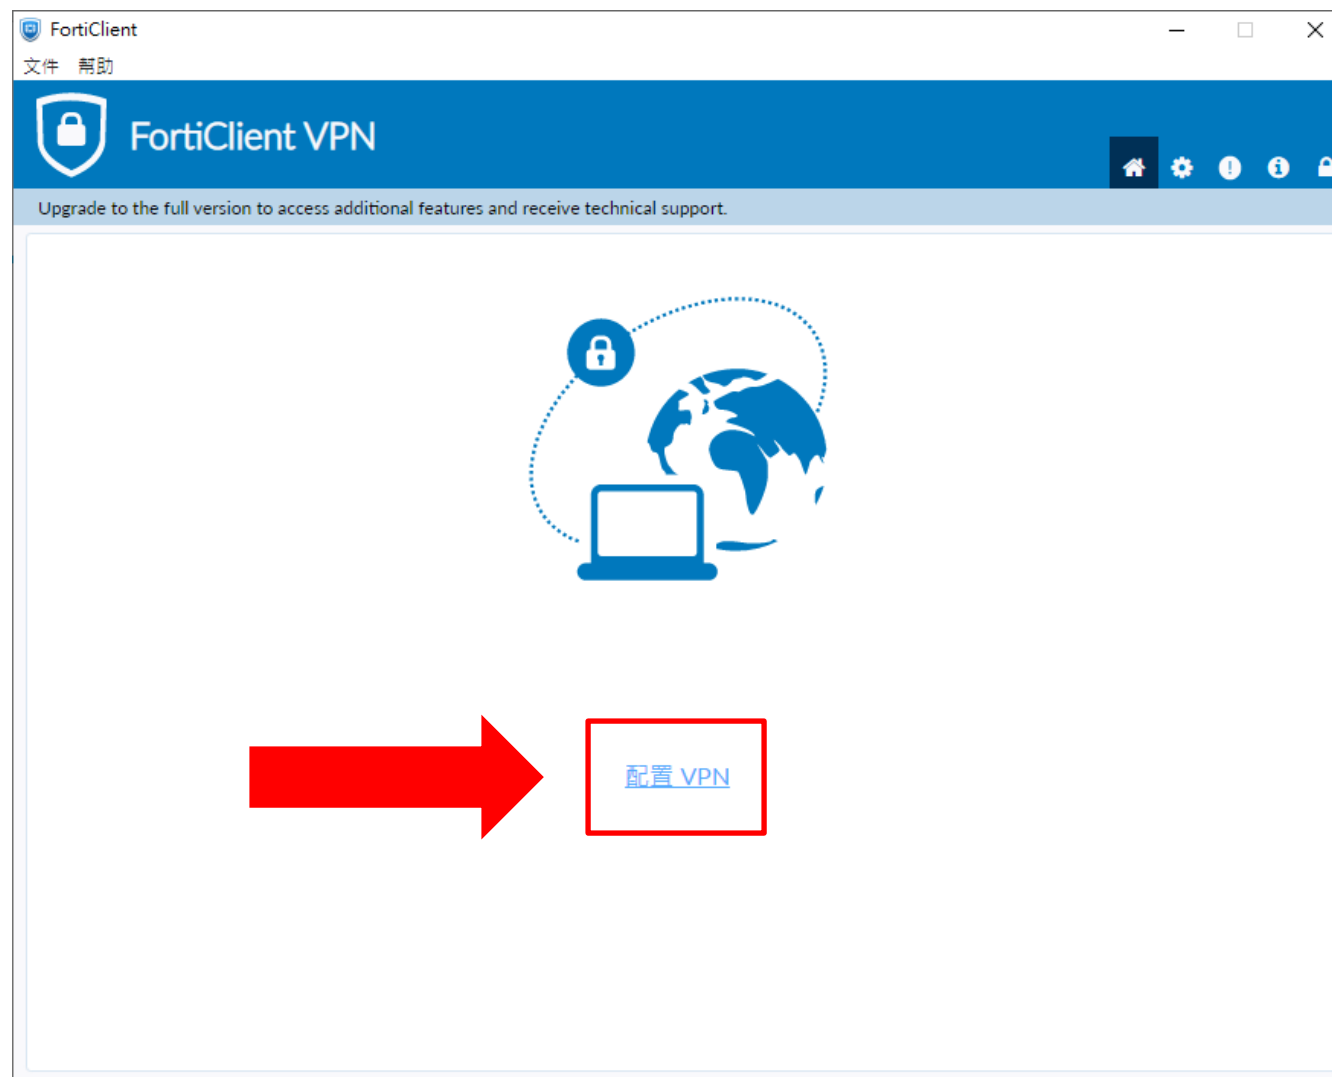 FortiClient
文件 幫助
FortiClient VPN
Upgrade to the full version to access additional features and receive technical support.
配置 VPN